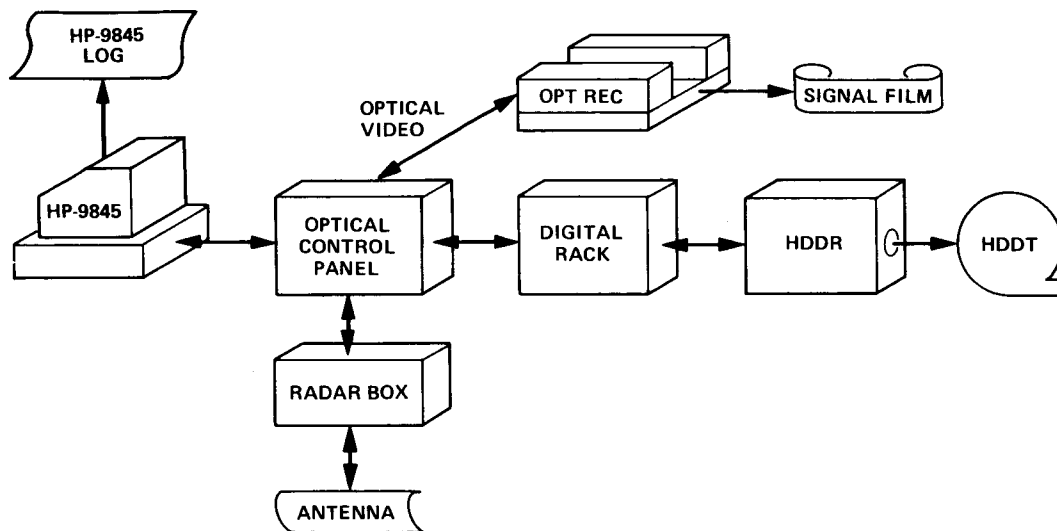 HP-9845
LOG
OPTICAL
VIDEO
OPT REC
SIGNAL FILM
HP-9845
OPTICAL
CONTROL
PANEL
DIGITAL
RACK
HDDR
HDDT
RADAR BOX
ANTENNA